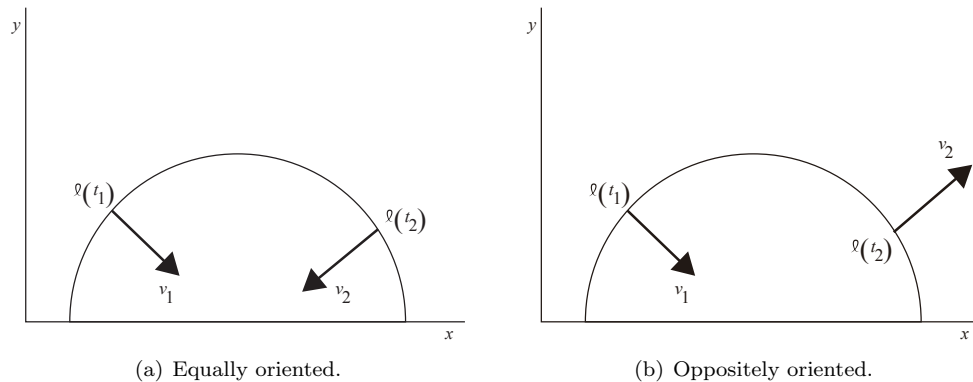 y
ℓ(t₁)
ℓ(t₂)
v₁
v₂
x
(a) Equally oriented.
y
v₂
ℓ(t₁)
ℓ(t₂)
v₁
x
(b) Oppositely oriented.